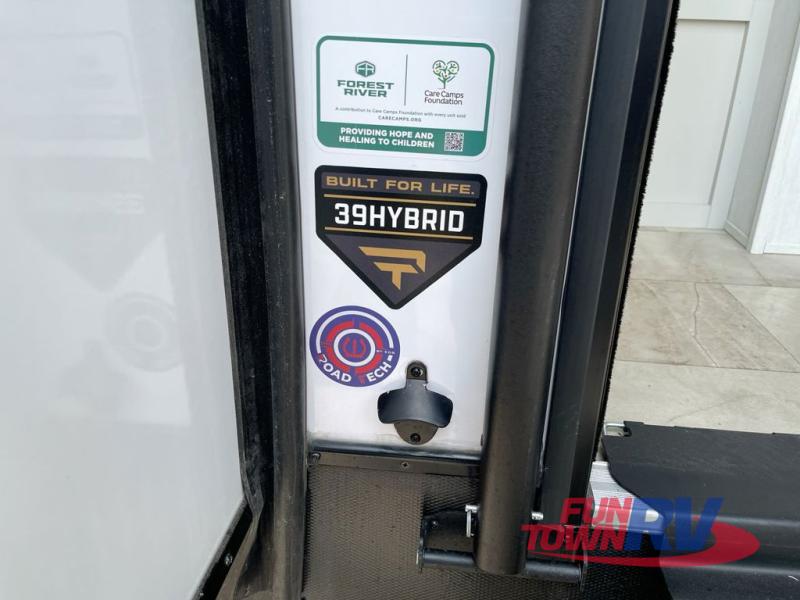 FOREST
RIVER
Care Camps
Foundation
A contribution to Care Camps Foundation with every unit sold
CARECAMPS.ORG
PROVIDING HOPE AND
HEALING TO CHILDREN
BUILT FOR LIFE.
39HYBRID
ROAD TECH
FUN
TOWN RV